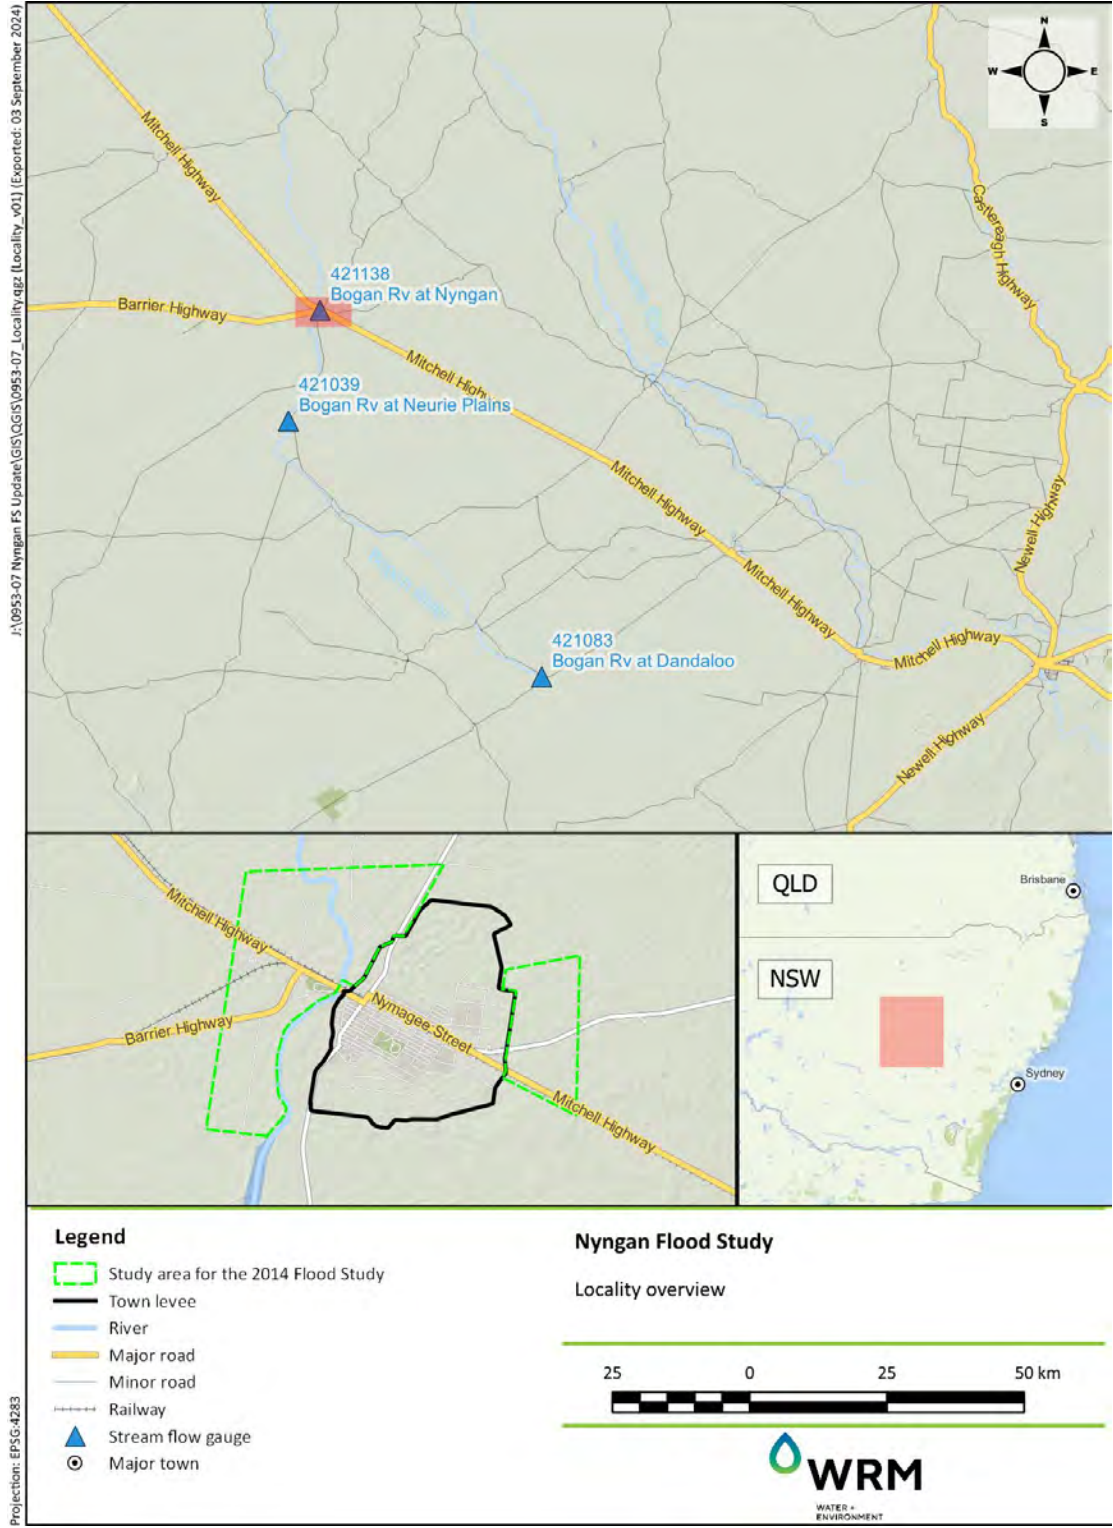 J:\0953-07 Nyngan FS Update\GIS\QGIS\0953-07_Locality.qgz [Locality_v01] (Exported: 03 September 2024)
N
W
E
S
Mitchell Highway
Castlereagh Highway
421138
Bogan Rv at Nyngan
Barrier Highway
Mitchell High
421039
Bogan Rv at Neurie Plains
Mitchell Highway
Newell Highway
Mitchell Highway
421083
Bogan Rv at Dandaloo
Mitchell Highway
Newell Highway
Mitchell Highway
Nymagee Street
Barrier Highway
Mitchell Highway
QLD
Brisbane
NSW
Sydney
Legend
Study area for the 2014 Flood Study
Town levee
River
Major road
Minor road
Railway
Stream flow gauge
Major town
Nyngan Flood Study
Locality overview
25 0 25 50 km
WRM
WATER +
ENVIRONMENT
Projection: EPSG:4283